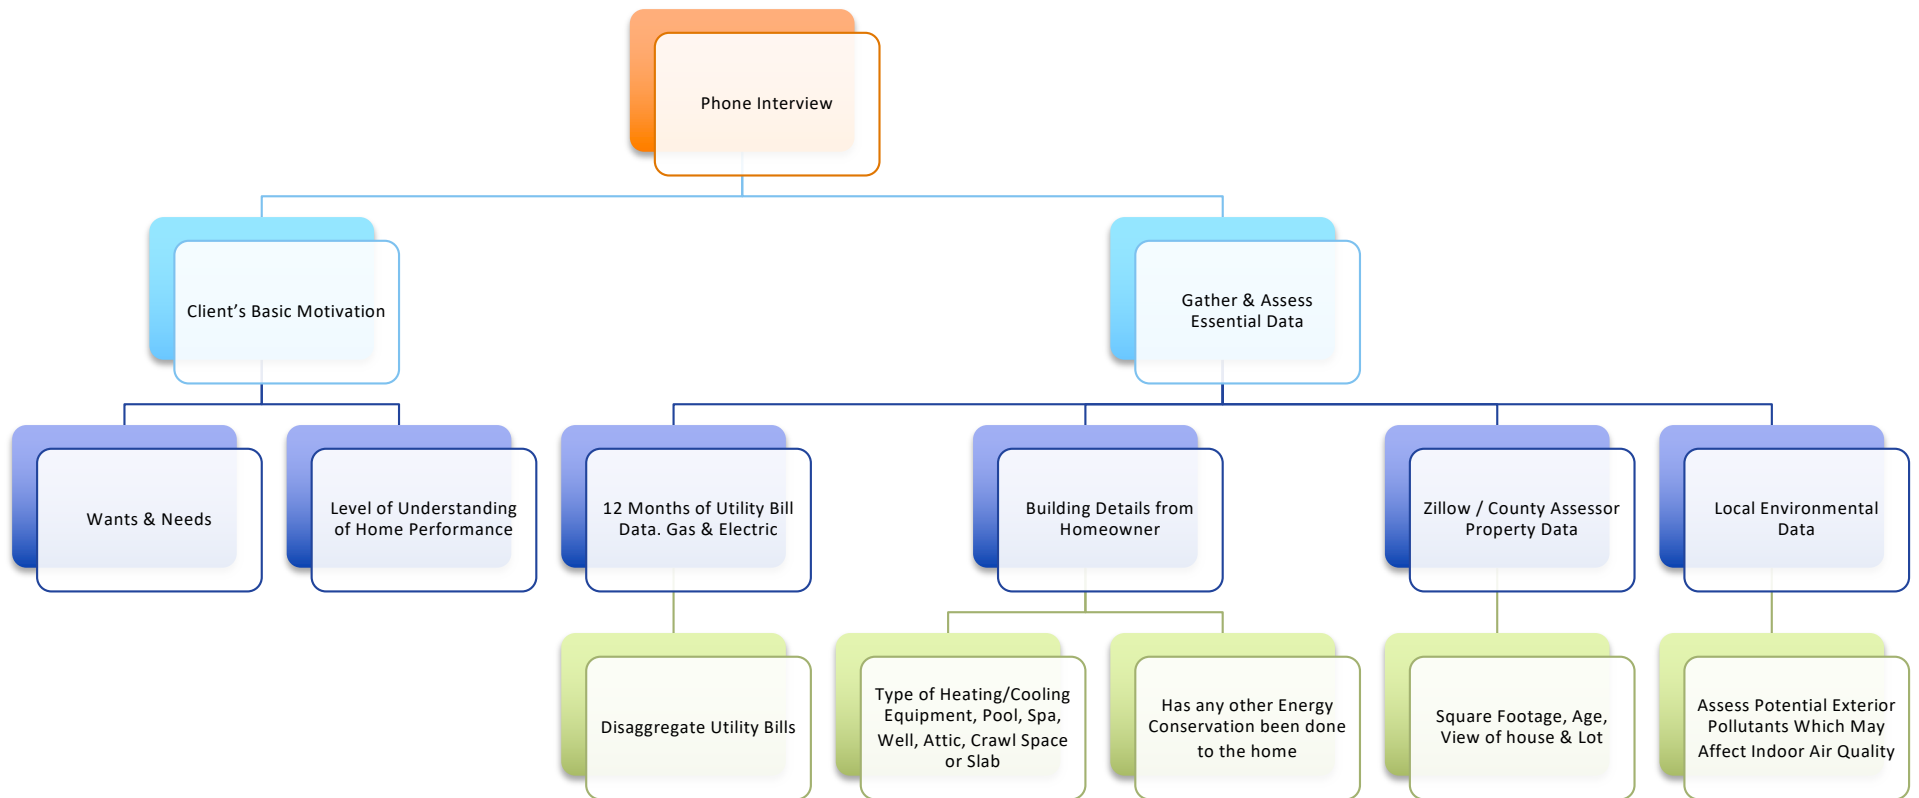 Phone Interview
Client’s Basic Motivation
Gather & Assess
Essential Data
Wants & Needs
Level of Understanding
of Home Performance
12 Months of Utility Bill
Data. Gas & Electric
Building Details from
Homeowner
Zillow / County Assessor
Property Data
Local Environmental
Data
Disaggregate Utility Bills
Type of Heating/Cooling
Equipment, Pool, Spa,
Well, Attic, Crawl Space
or Slab
Has any other Energy
Conservation been done
to the home
Square Footage, Age,
View of house & Lot
Assess Potential Exterior
Pollutants Which May
Affect Indoor Air Quality